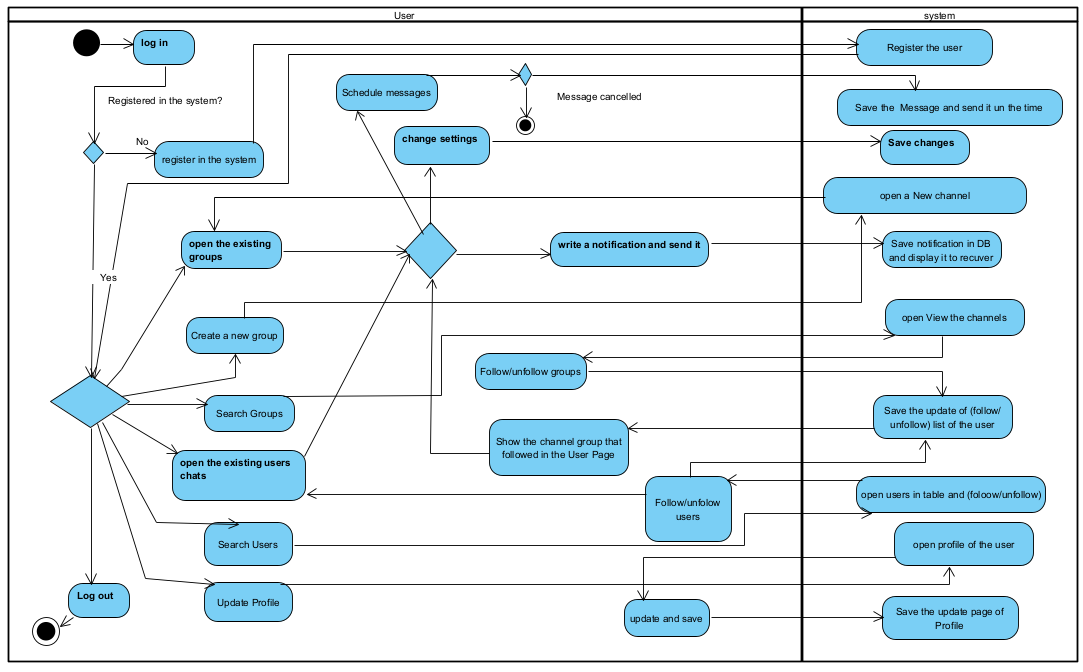 User
system
log in
Registered in the system?
No
register in the system
Yes
Schedule messages
Message cancelled
change settings
Register the user
Save the  Message and send it un the time
Save changes
open a New channel
open the existing
groups
write a notification and send it
Save notification in DB
and display it to recuver
Create a new group
open View the channels
Follow/unfollow groups
Search Groups
Save the update of (follow/
unfollow) list of the user
Show the channel group that
followed in the User Page
open the existing users
chats
Follow/unfolow
users
open users in table and (foloow/unfollow)
Search Users
open profile of the user
Log out
Update Profile
update and save
Save the update page of
Profile